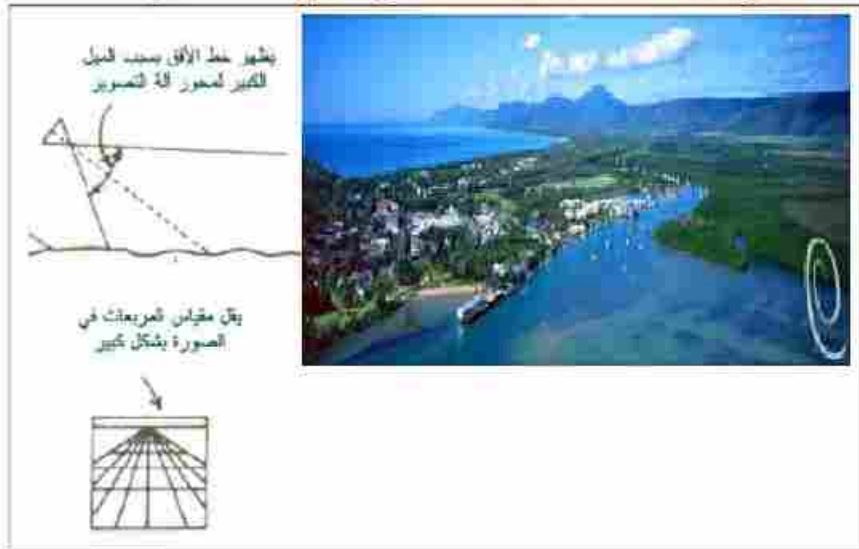 يظهر خط الأفق بسبب الميل
الكبير لمحور آلة التصوير
يقل مقياس المربعات في
الصورة بشكل كبير